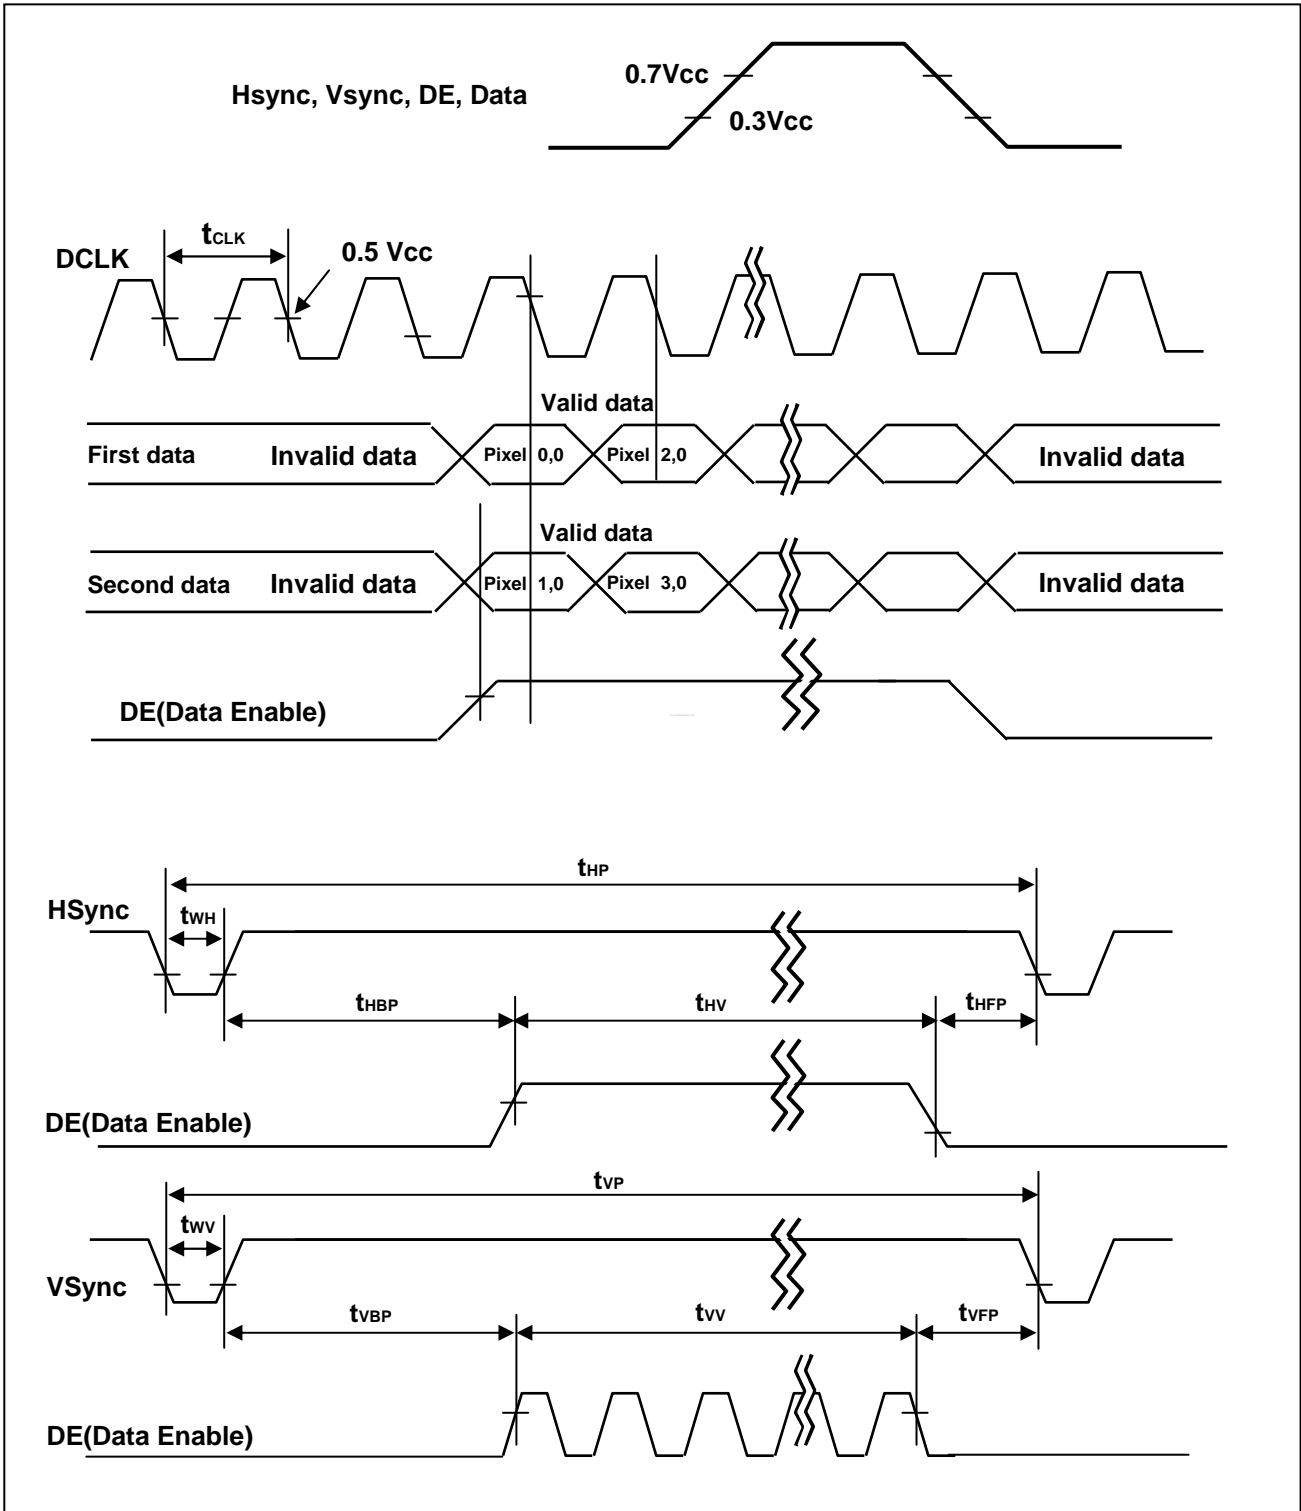 0.7Vcc
Hsync, Vsync, DE, Data
0.3Vcc
tCLK
DCLK
0.5 Vcc
Valid data
First data Invalid data Pixel 0,0 Pixel 2,0 Invalid data
Valid data
Second data Invalid data Pixel 1,0 Pixel 3,0 Invalid data
DE(Data Enable)
tHP
HSync
tWH
tHBP tHV tHFP
DE(Data Enable)
tVP
tWV
VSync
tVBP tVV tVFP
DE(Data Enable)